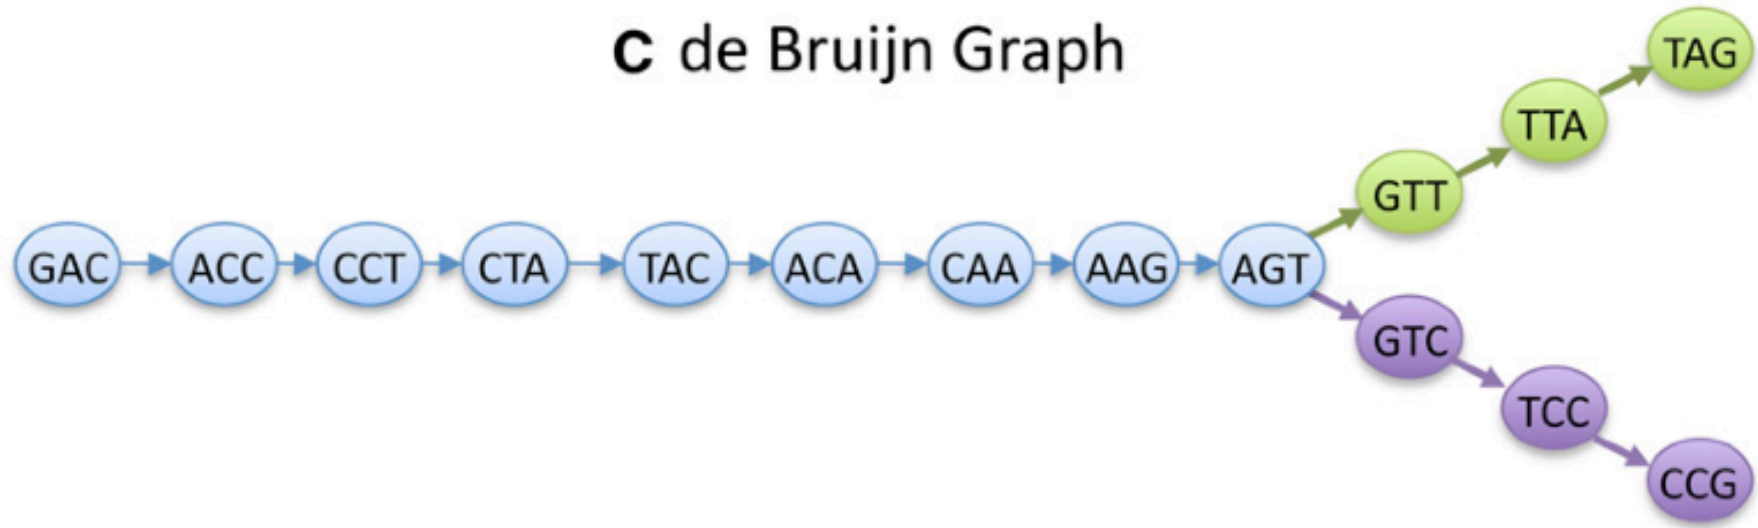 C de Bruijn Graph
TAG
TTA
GTT
GAC ACC CCT CTA TAC ACA CAA AAG AGT
GTC
TCC
CCG